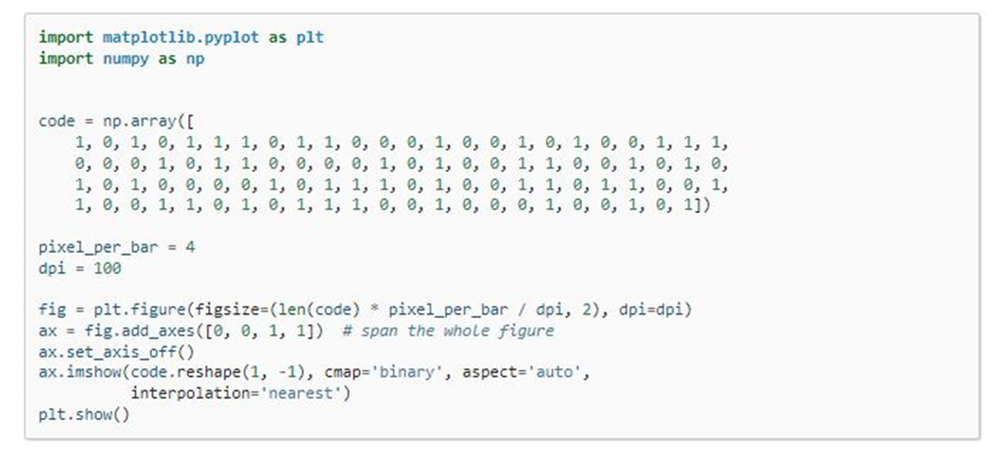 import matplotlib.pyplot as plt
import numpy as np
code = np.array([
1, 0, 1, 0, 1, 1, 1, 0, 1, 1, 0, 0, 0, 1, 0, 0, 1, 0, 1, 0, 0, 1, 1, 1,
0, 0, 0, 1, 0, 1, 1, 0, 0, 0, 0, 1, 0, 1, 0, 0, 1, 1, 0, 0, 1, 0, 1, 0,
1, 0, 1, 0, 0, 0, 0, 1, 0, 1, 1, 1, 0, 1, 0, 0, 1, 1, 0, 1, 1, 0, 0, 1,
1, 0, 0, 1, 1, 0, 1, 0, 1, 1, 1, 0, 0, 1, 0, 0, 0, 1, 0, 0, 1, 0, 1])
pixel_per_bar = 4
dpi = 100
fig = plt.figure(figsize=(len(code) * pixel_per_bar / dpi, 2), dpi=dpi)
ax = fig.add_axes([0, 0, 1, 1])  # span the whole figure
ax.set_axis_off()
ax.imshow(code.reshape(1, -1), cmap='binary', aspect='auto',
interpolation='nearest')
plt.show()